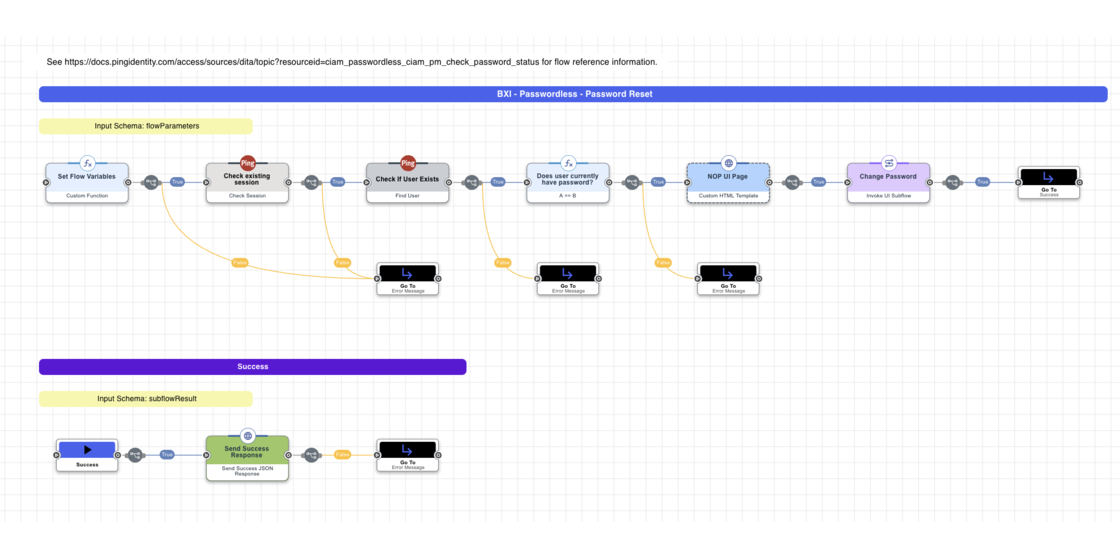 See https://docs.pingidentity.com/access/sources/dita/topic?resourceid=ciam_passwordless_ciam_pm_check_password_status for flow reference information.
BXI - Passwordless - Password Reset
Input Schema: flowParameters
Set Flow Variables
Custom Function
True
Ping
Check existing
session
Check Session
True
Ping
Check If User Exists
Find User
True
Does user currently
have password?
A == B
True
NOP UI Page
Custom HTML Template
True
Change Password
Invoke UI Subflow
True
Go To
Success
False
False
Go To
Error Message
False
Go To
Error Message
False
Go To
Error Message
Success
Input Schema: subflowResult
Success
True
Send Success
Response
Send Success JSON
Response
False
Go To
Error Message